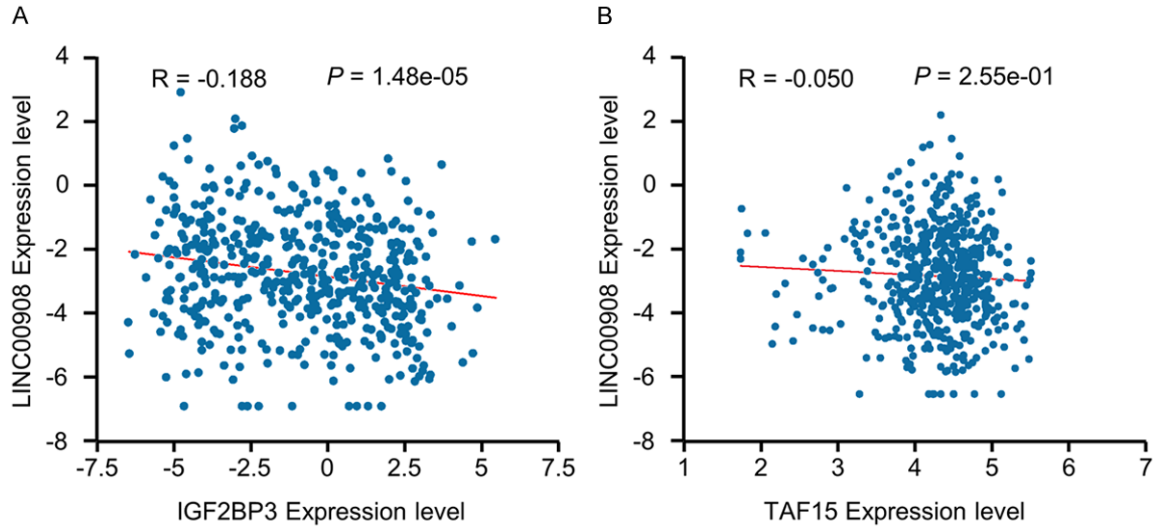 A
R = -0.188
P = 1.48e-05
LINC00908 Expression level
4
2
0
-2
-4
-6
-8
-7.5 -5 -2.5 0 2.5 5 7.5
IGF2BP3 Expression level
B
R = -0.050
P = 2.55e-01
LINC00908 Expression level
4
2
0
-2
-4
-6
-8
1 2 3 4 5 6 7
TAF15 Expression level